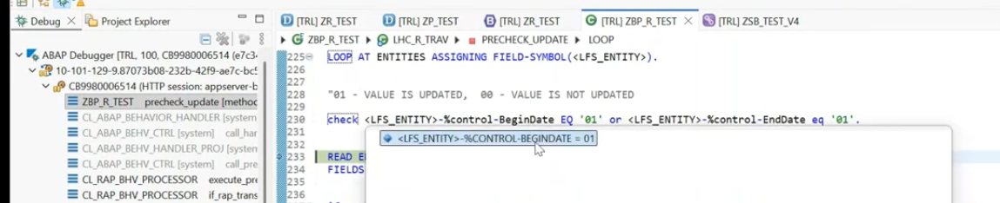 [TRL] ZR_TEST [TRL] ZP_TEST [TRL] ZR_TEST [TRL] ZBP_R_TEST [TRL] ZSB_TEST_V4
Debug Project Explorer
ZBP_R_TEST LHC_R_TRAV PRECHECK_UPDATE LOOP
ABAP Debugger [TRL, 100, CB9980006514 (e7c3
10-101-129-9.87073b08-232b-42f9-ae7c-bc5
CB9980006514 (HTTP session: appserver-b
ZBP_R_TEST precheck_update [method
CL_ABAP_BEHAVIOR_HANDLER [system
CL_ABAP_BEHV_CTRL [system] call_har
CL_ABAP_BEHV_HANDLER_PROJ [system]
CL_ABAP_BEHV_CTRL [system] call_pre
CL_RAP_BHV_PROCESSOR execute_pre
CL_RAP_BHV_PROCESSOR if_rap_trans
225 LOOP AT ENTITIES ASSIGNING FIELD-SYMBOL(<LFS_ENTITY>).
226
227
228 "01 - VALUE IS UPDATED, 00 - VALUE IS NOT UPDATED
229
230 check <LFS_ENTITY>-%control-BeginDate EQ '01' or <LFS_ENTITY>-%control-EndDate eq '01'.
231 <LFS_ENTITY>-%CONTROL-BEGINDATE = 01
232
233 READ E
234 FIELDS
235
236